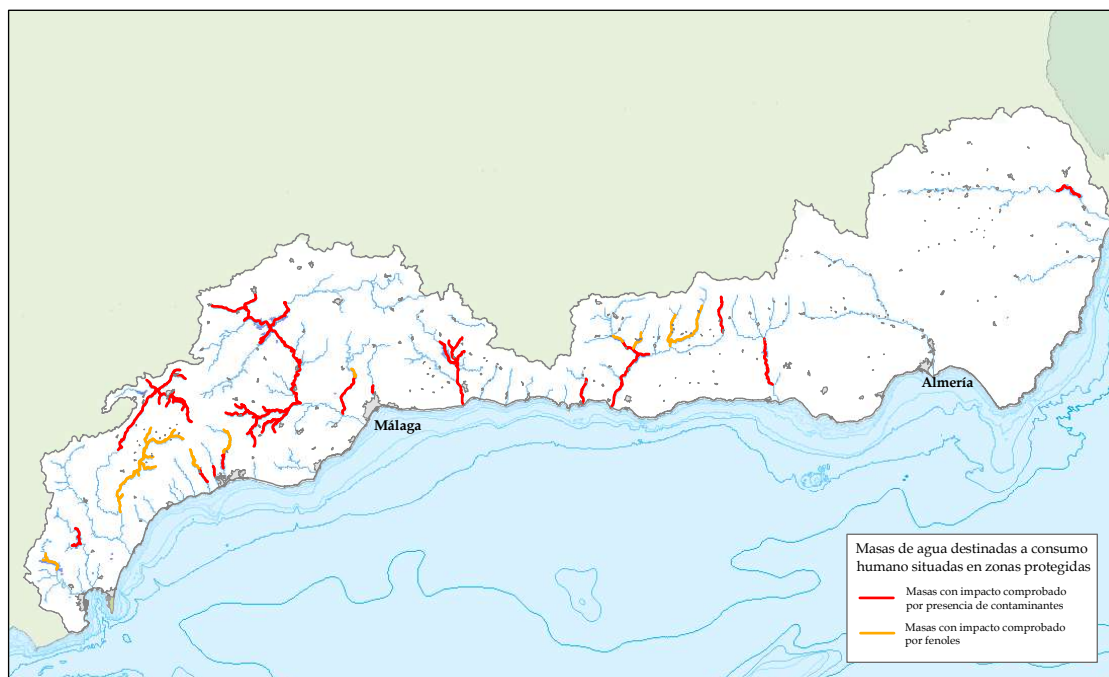 Málaga
Almería
Masas de agua destinadas a consumo
humano situadas en zonas protegidas
Masas con impacto comprobado
por presencia de contaminantes
Masas con impacto comprobado
por fenoles